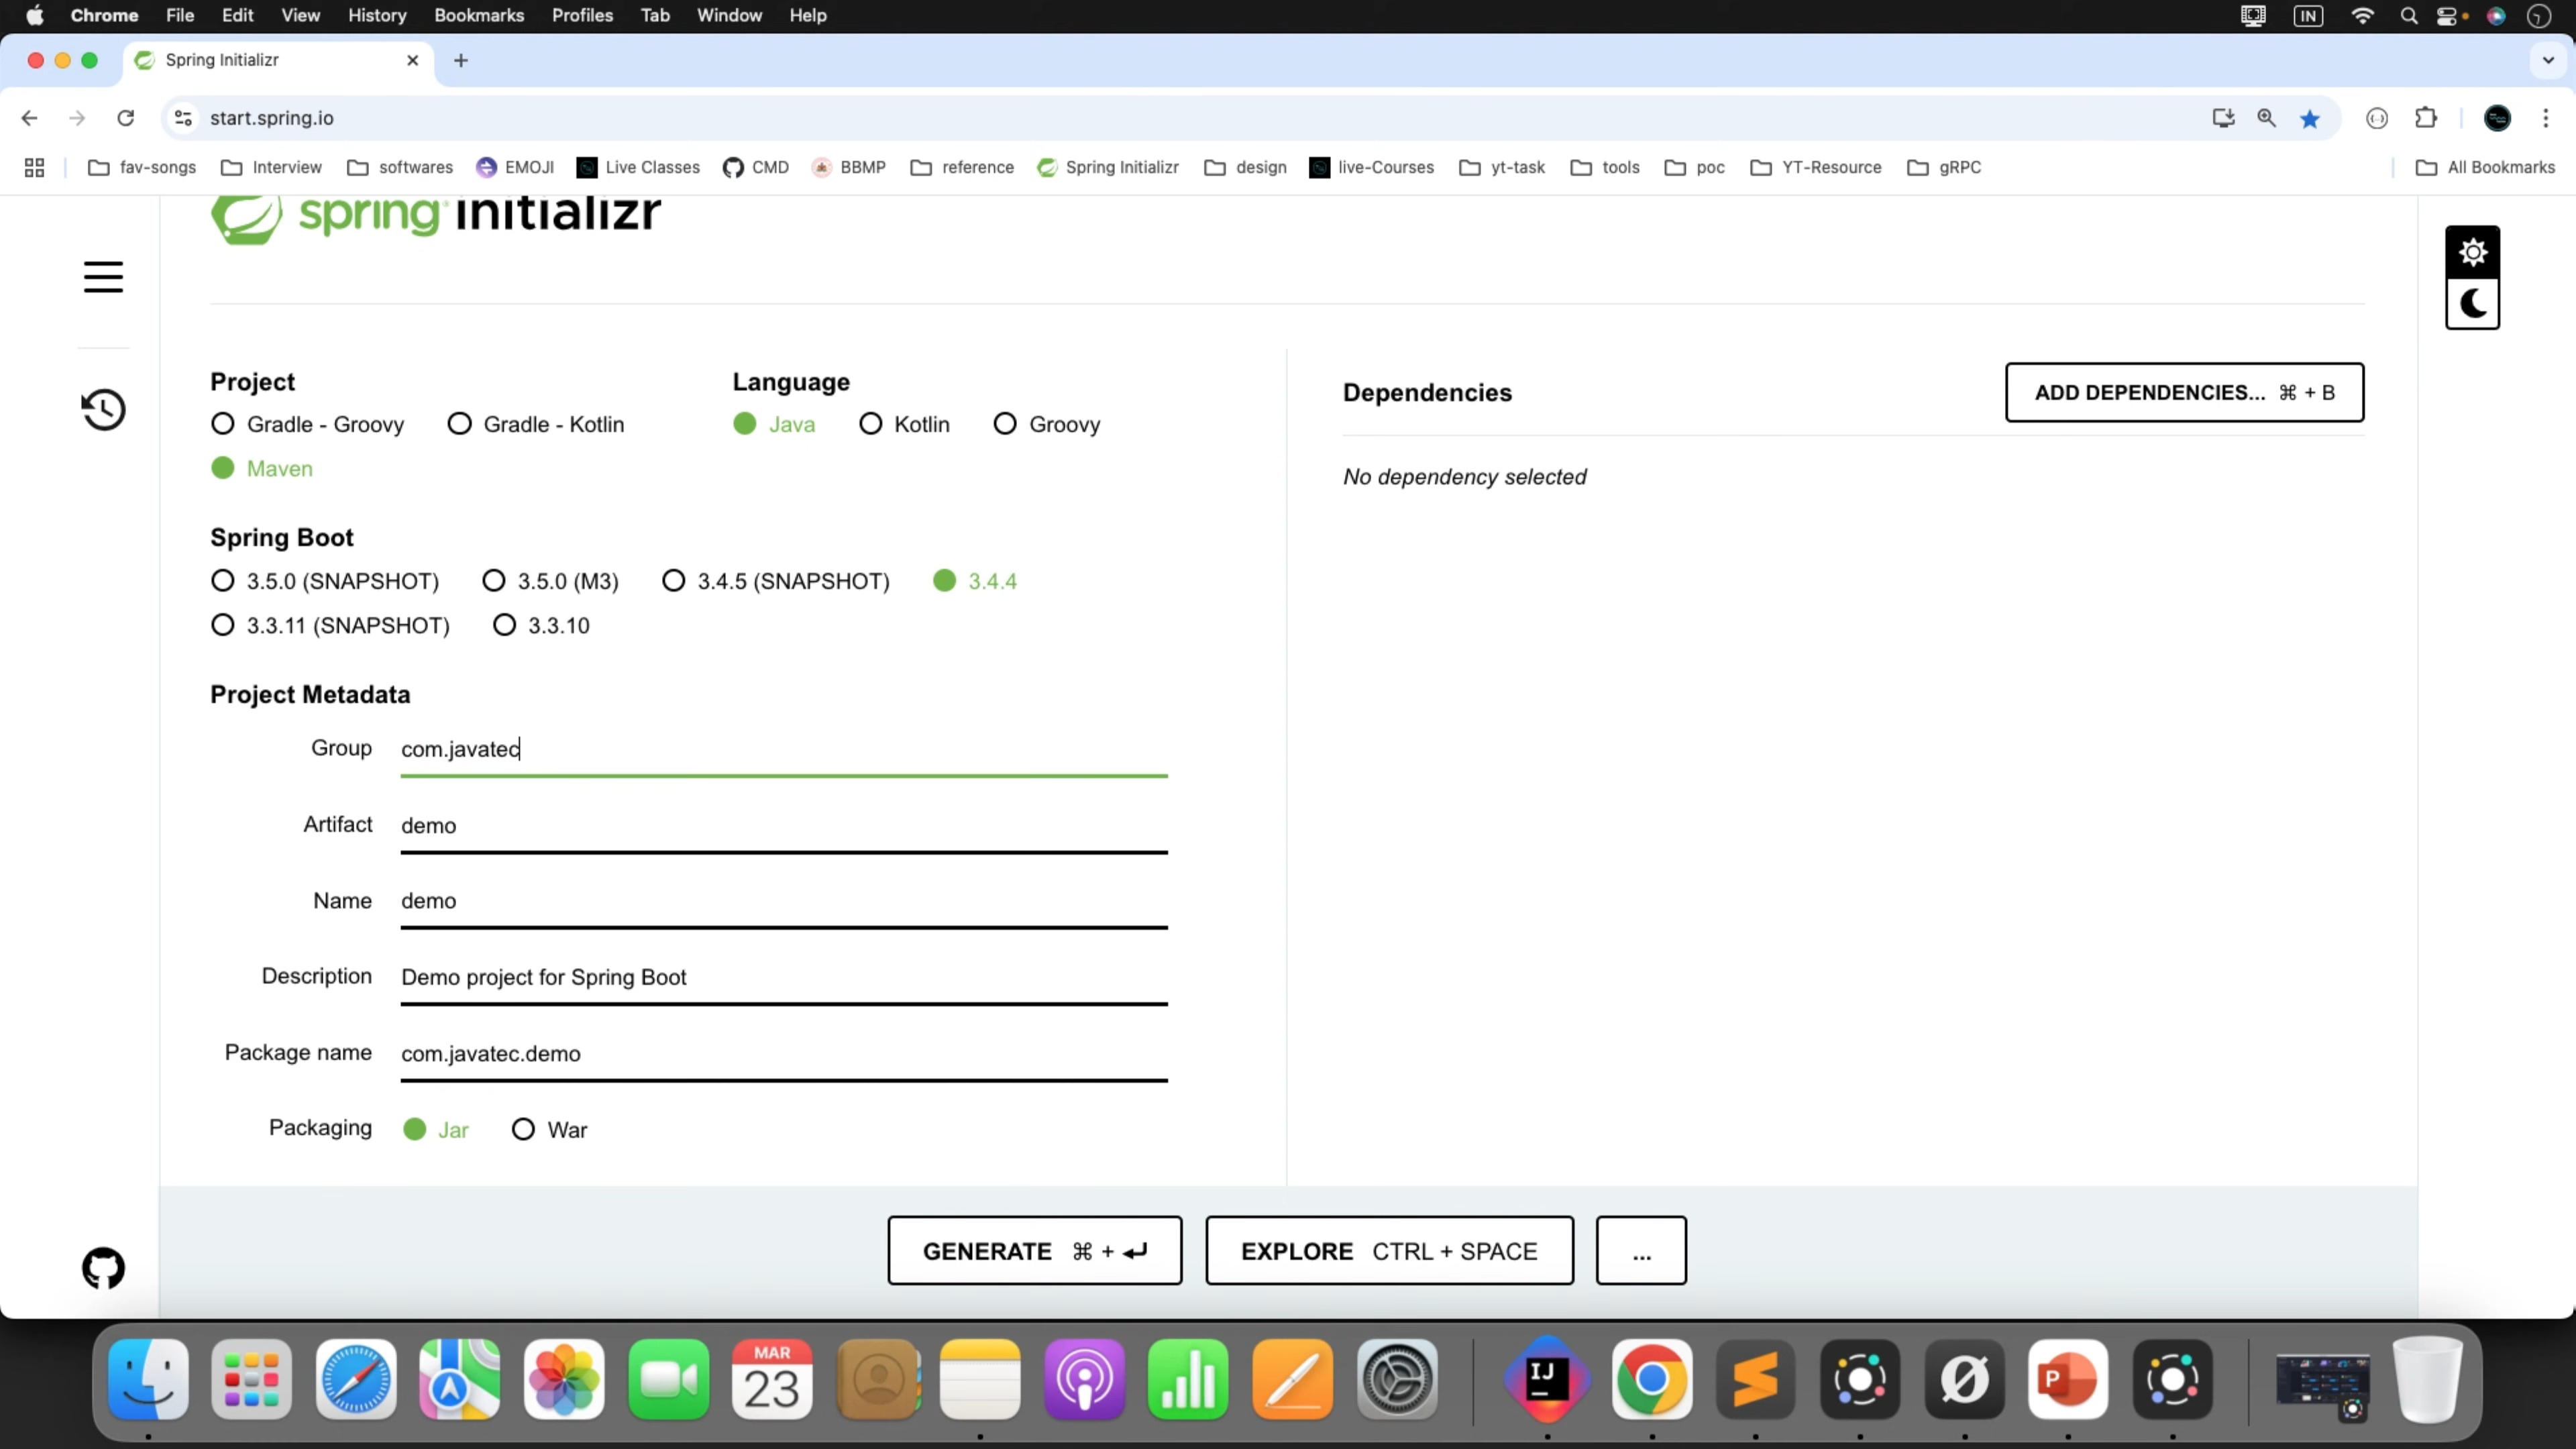 Chrome File Edit View History Bookmarks Profiles Tab Window Help IN
Spring Initializr
start.spring.io
fav-songs Interview softwares EMOJI Live Classes CMD BBMP reference Spring Initializr design live-Courses yt-task tools poc YT-Resource gRPC All Bookmarks
spring initializr
Project Language
Gradle - Groovy Gradle - Kotlin Java Kotlin Groovy
Maven
Dependencies ADD DEPENDENCIES... ⌘ + B
No dependency selected
Spring Boot
3.5.0 (SNAPSHOT) 3.5.0 (M3) 3.4.5 (SNAPSHOT) 3.4.4
3.3.11 (SNAPSHOT) 3.3.10
Project Metadata
Group com.javatec
Artifact demo
Name demo
Description Demo project for Spring Boot
Package name com.javatec.demo
Packaging Jar War
GENERATE ⌘ + ↵ EXPLORE CTRL + SPACE ...
MAR
23
IJ
P